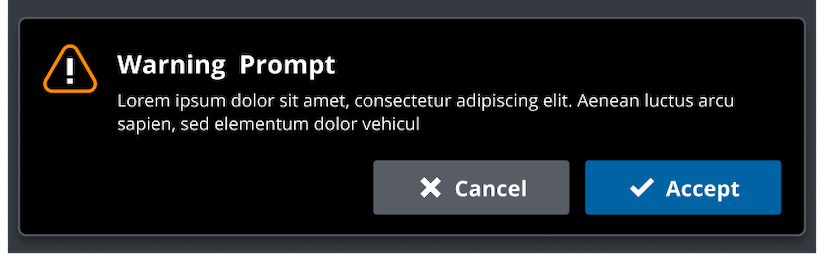 Warning Prompt
Lorem ipsum dolor sit amet, consectetur adipiscing elit. Aenean luctus arcu
sapien, sed elementum dolor vehicul
Cancel
Accept